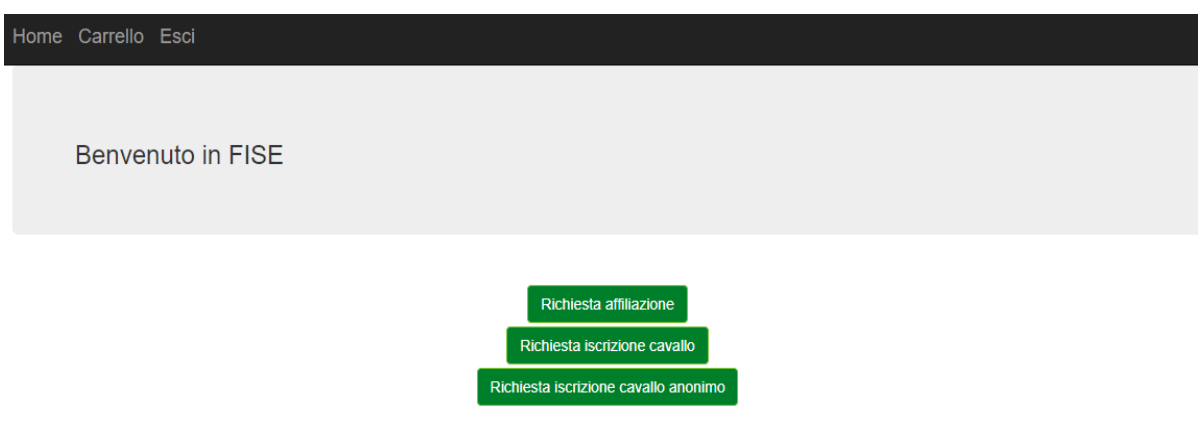 Home Carrello Esci
Benvenuto in FISE
Richiesta affiliazione
Richiesta iscrizione cavallo
Richiesta iscrizione cavallo anonimo